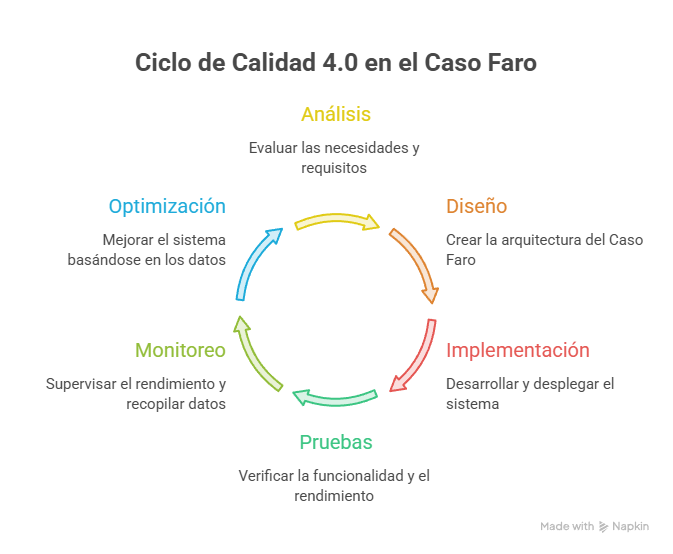 Ciclo de Calidad 4.0 en el Caso Faro
Análisis
Evaluar las necesidades y
requisitos
Optimización
Mejorar el sistema
basándose en los datos
Diseño
Crear la arquitectura del Caso
Faro
Monitoreo
Supervisar el rendimiento y
recopilar datos
Implementación
Desarrollar y desplegar el
sistema
Pruebas
Verificar la funcionalidad y el
rendimiento
Made with Napkin